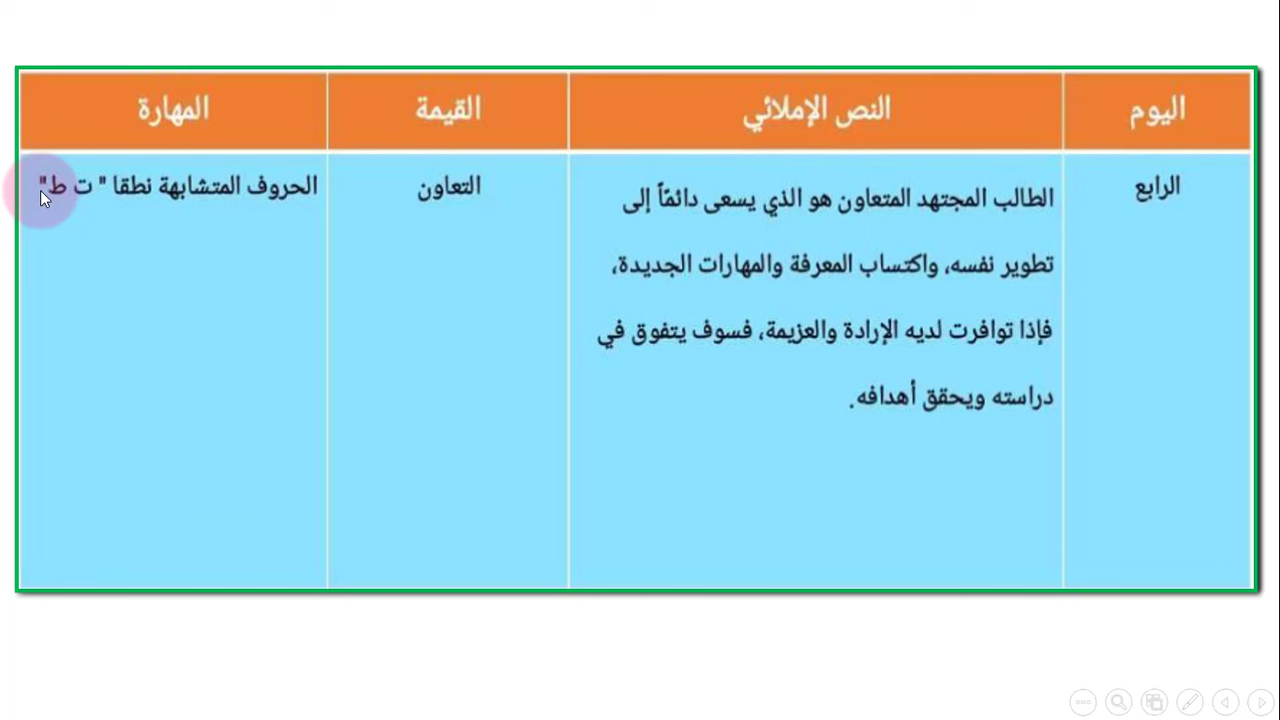 اليوم
النص الإملائي
القيمة
المهارة
الرابع
الطالب المجتهد المتعاون هو الذي يسعى دائمًاً إلى
تطوير نفسه، واكتساب المعرفة والمهارات الجديدة،
فإذا توافرت لديه الإرادة والعزيمة، فسوف يتفوق في
دراسته ويحقق أهدافه.
التعاون
الحروف المتشابهة نطقا " ت ط"